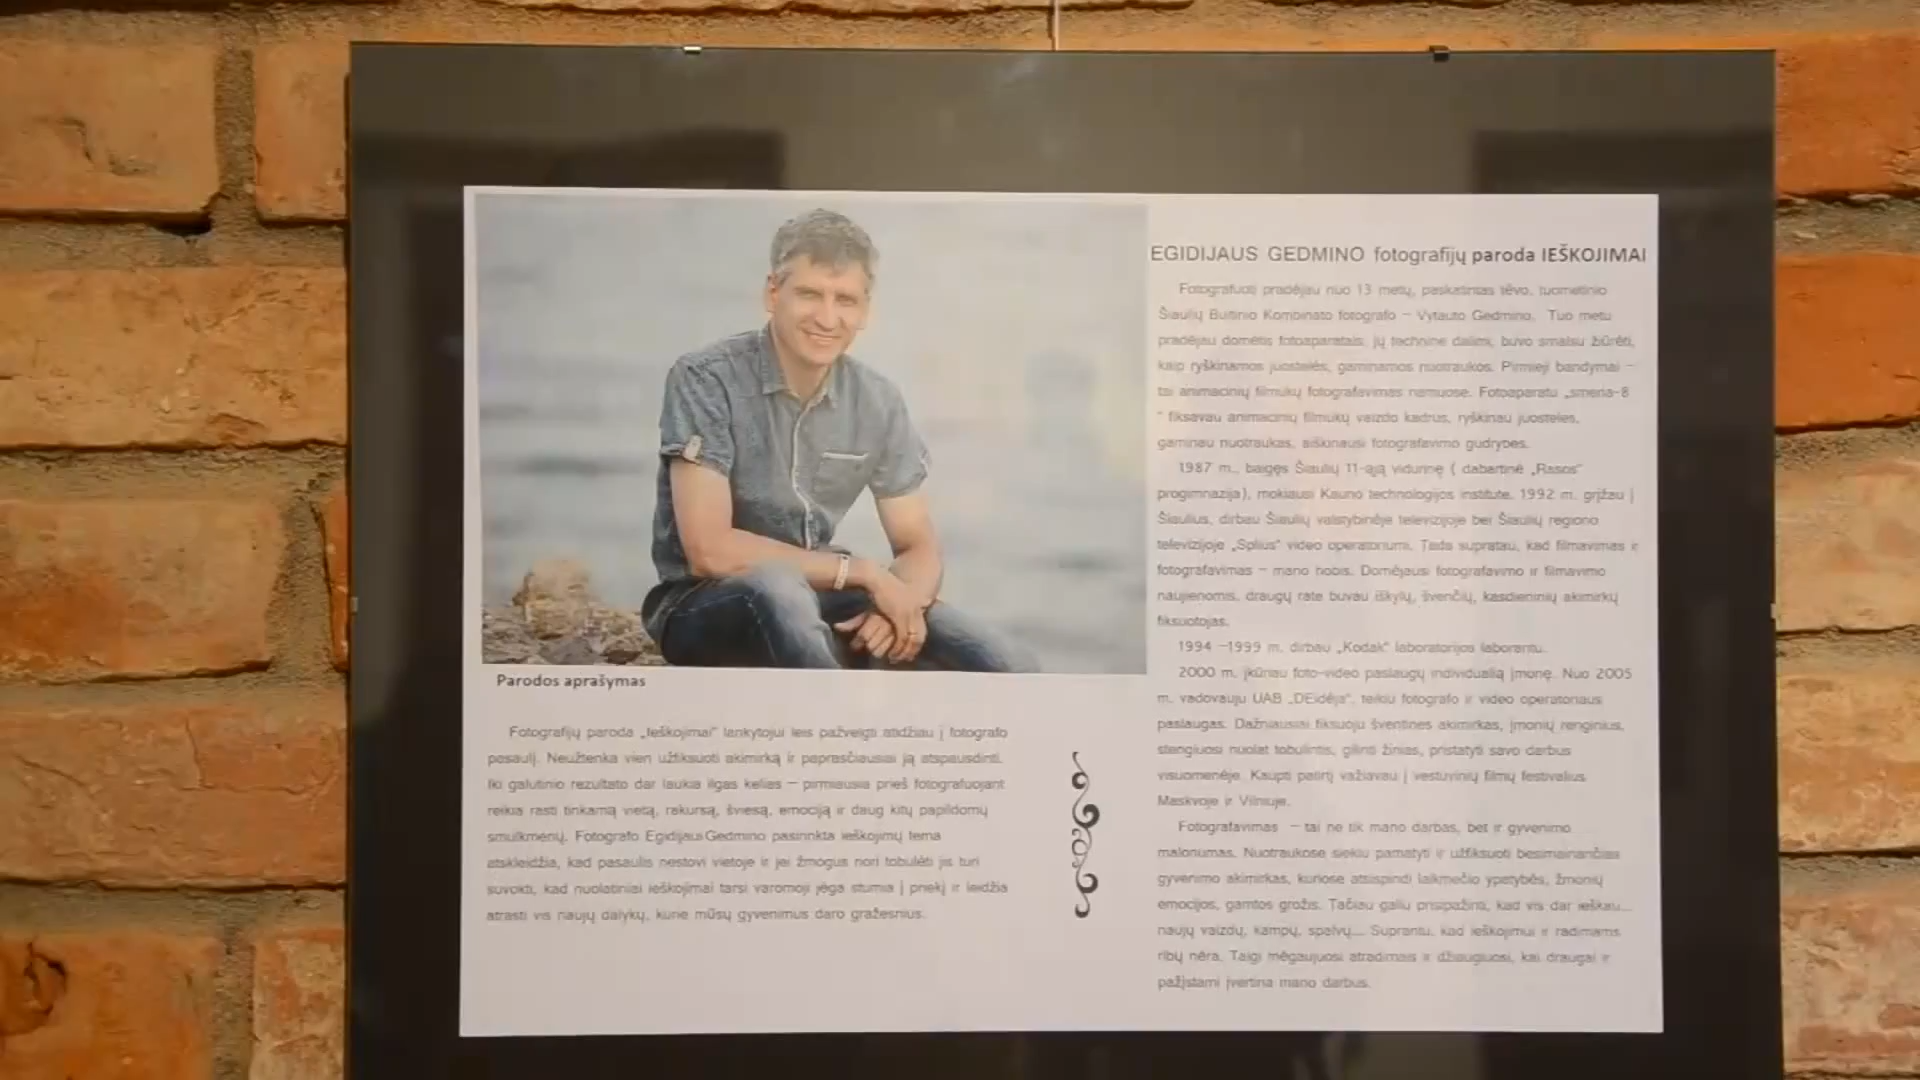 EGIDIJAUS GEDMINO fotografijų paroda IEŠKOJIMAI
Fotografuoti pradėjau nuo 13 metų, paskatintas tėvo, tuometinio
Šiaulių Buitinio Kombinato fotografo – Vytauto Gedmino. Tuo metu
pradėjau domėtis fotoaparatais, jų technine dalimi, buvo smalsu žiūrėti,
kaip ryškinamos juostelės, gaminamos nuotraukos. Pirmieji bandymai –
tai animacinių filmukų fotografavimas namuose. Fotoaparatu „smena-8
" fiksavau animacinių filmukų vaizdo kadrus, ryškinau juosteles,
gaminau nuotraukas, aiškinausi fotografavimo gudrybes.
1987 m., baigęs Šiaulių 11-ąją vidurinę ( dabartinė „Rasos"
progimnazija), mokiausi Kauno technologijos institute. 1992 m. grįžau į
Šiaulius, dirbau Šiaulių valstybinėje televizijoje bei Šiaulių regiono
televizijoje „Splius" video operatoriumi. Tada supratau, kad filmavimas ir
fotografavimas – mano hobis. Domėjausi fotografavimo ir filmavimo
naujienomis, draugų rate buvau iškylų, švenčių, kasdieninių akimirkų
fiksuotojas.
1994 –1999 m. dirbau „Kodak" laboratorijos laborantu.
2000 m. įkūriau foto-video paslaugų individualią įmonę. Nuo 2005
m. vadovauju UAB „DEidėja", teikiu fotografo ir video operatoriaus
paslaugas. Dažniausiai fiksuoju šventines akimirkas, įmonių renginius,
stengiuosi nuolat tobulintis, gilinti žinias, pristatyti savo darbus
visuomenėje. Kaupti patirtį važiavau į vestuvinių filmų festivalius
Maskvoje ir Vilniuje.
Fotografavimas – tai ne tik mano darbas, bet ir gyvenimo
malonumas. Nuotraukose siekiu pamatyti ir užfiksuoti besimainančias
gyvenimo akimirkas, kuriose atsispindi laikmečio ypatybės, žmonių
emocijos, gamtos grožis. Tačiau galiu prisipažinti, kad vis dar ieškau...
naujų vaizdų, kampų, spalvų... Suprantu, kad ieškojimui ir radimams
ribų nėra. Taigi mėgaujuosi atradimais ir džiaugiuosi, kai draugai ir
pažįstami įvertina mano darbus.
Parodos aprašymas
Fotografijų paroda „Ieškojimai" lankytojui leis pažvelgti atidžiau į fotografo
pasaulį. Neužtenka vien užfiksuoti akimirką ir paprasčiausiai ją atspausdinti.
Iki galutinio rezultato dar laukia ilgas kelias – pirmiausia prieš fotografuojant
reikia rasti tinkamą vietą, rakursą, šviesą, emociją ir daug kitų papildomų
smulkmenų. Fotografo Egidijaus Gedmino pasirinkta ieškojimų tema
atskleidžia, kad pasaulis nestovi vietoje ir jei žmogus nori tobulėti jis turi
suvokti, kad nuolatiniai ieškojimai tarsi varomoji jėga stumia į priekį ir leidžia
atrasti vis naujų dalykų, kurie mūsų gyvenimus daro gražesnius.